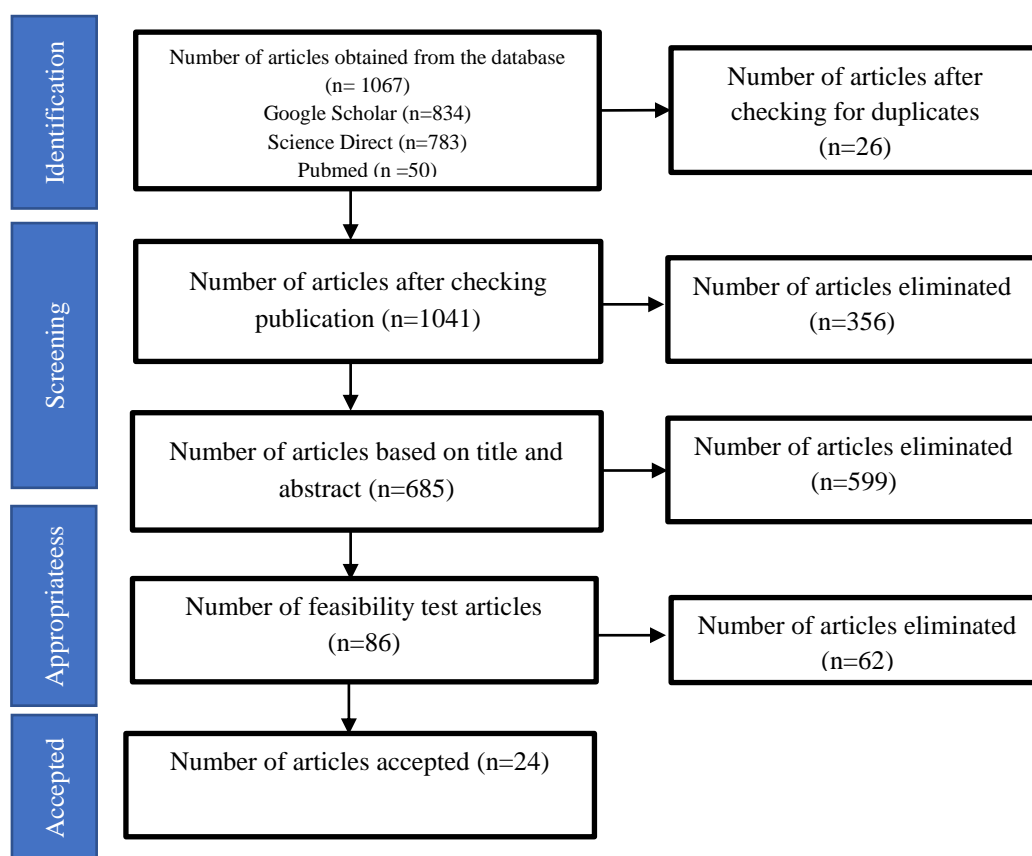 Identification
Number of articles obtained from the database
(n= 1067)
Google Scholar (n=834)
Science Direct (n=783)
Pubmed (n =50)
Number of articles after
checking for duplicates
(n=26)
Screening
Number of articles after checking
publication (n=1041)
Number of articles eliminated
(n=356)
Number of articles based on title and
abstract (n=685)
Number of articles eliminated
(n=599)
Appropriateess
Number of feasibility test articles
(n=86)
Number of articles eliminated
(n=62)
Accepted
Number of articles accepted (n=24)